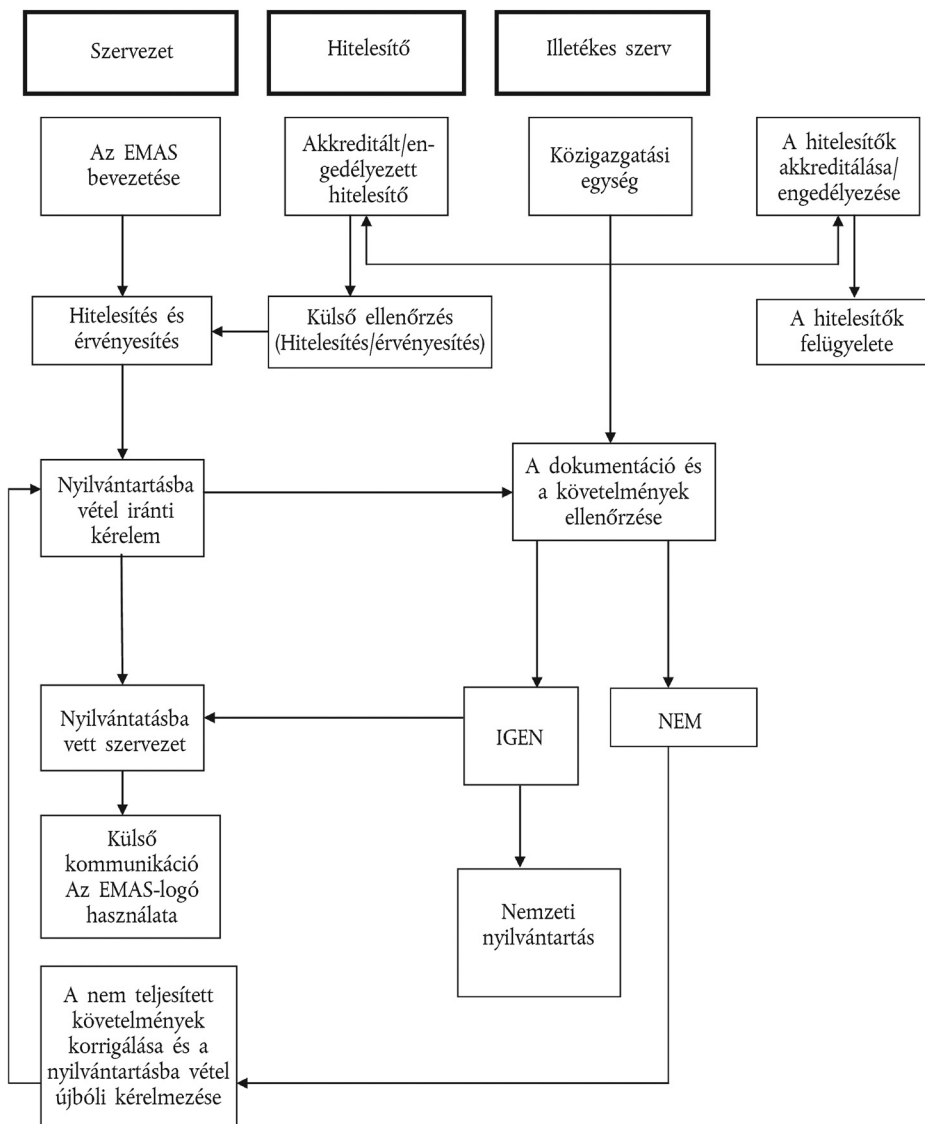 Szervezet
Hitelesítő
Illetékes szerv
Az EMAS
bevezetése
Akkreditált/en-
gedélyezett
hitelesítő
Közigazgatási
egység
A hitelesítők
akkreditálása/
engedélyezése
Hitelesítés és
érvényesítés
Külső ellenőrzés
(Hitelesítés/érvényesítés)
A hitelesítők
felügyelete
Nyilvántartásba
vétel iránti
kérelem
A dokumentáció és
a követelmények
ellenőrzése
Nyilvántatásba
vett szervezet
IGEN
NEM
Külső
kommunikáció
Az EMAS-logó
használata
Nemzeti
nyilvántartás
A nem teljesített
követelmények
korrigálása és a
nyilvántartásba vétel
újbóli kérelmezése